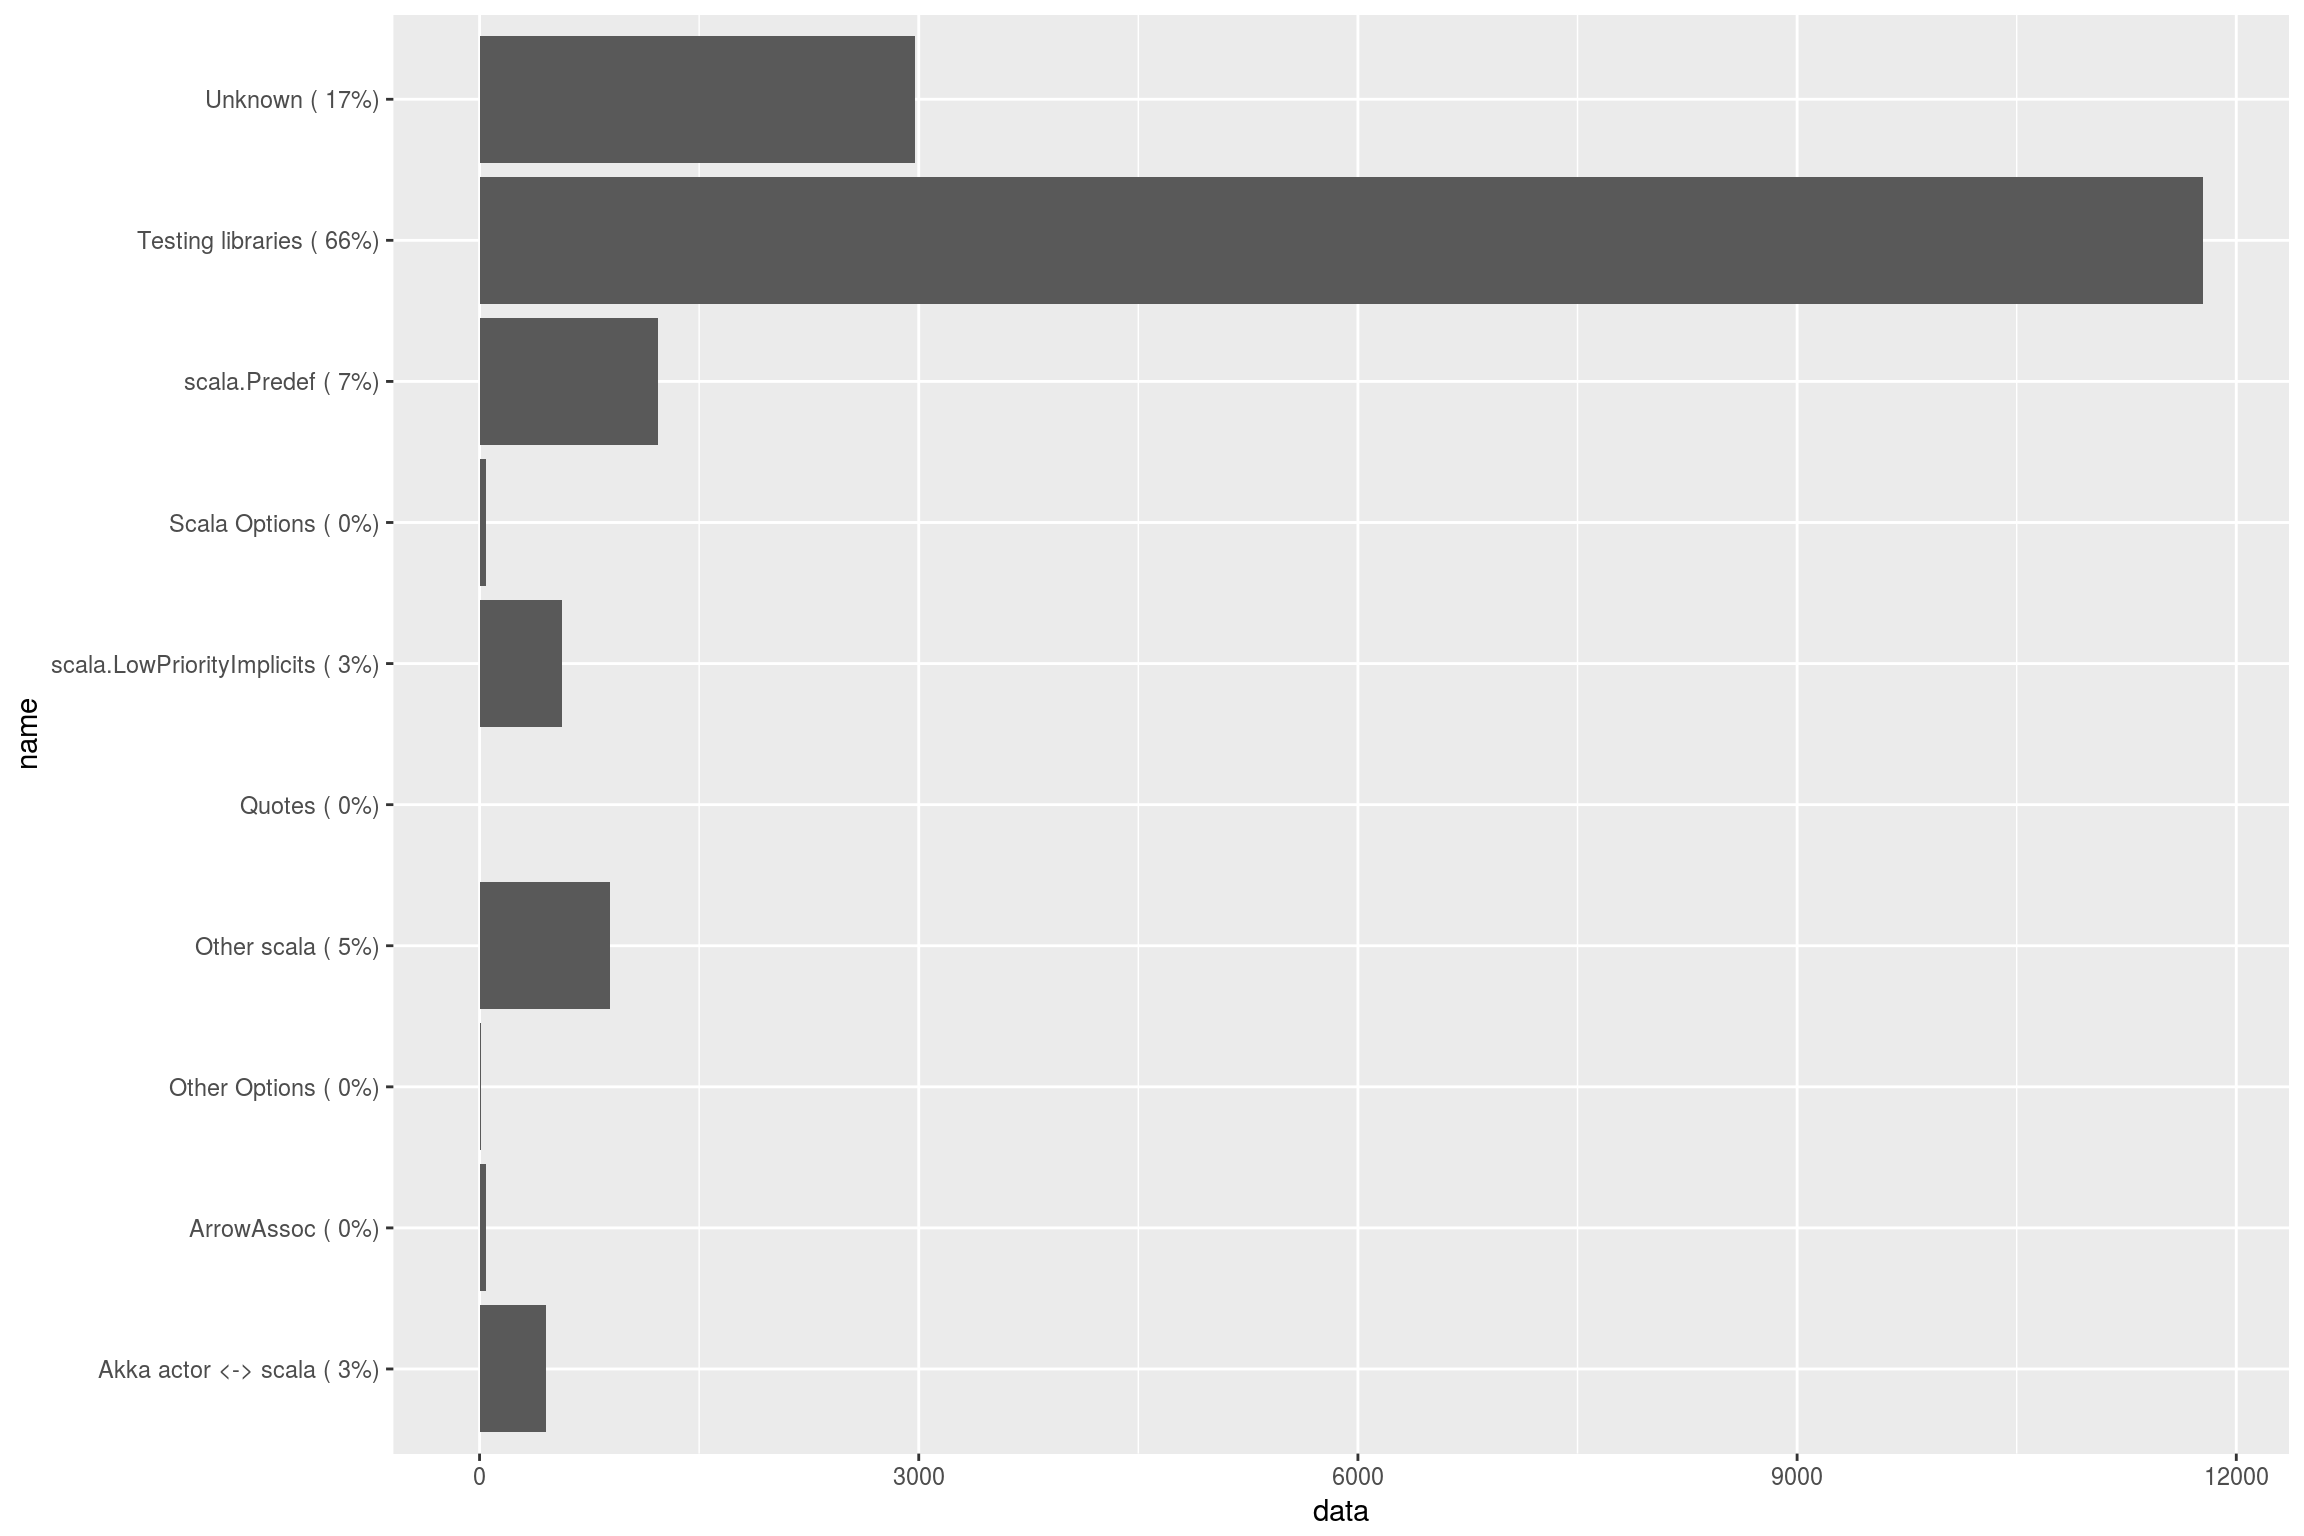 Unknown ( 17%)
Testing libraries ( 66%)
scala.Predef ( 7%)
Scala Options ( 0%)
scala.LowPriorityImplicits ( 3%)
name
Quotes ( 0%)
Other scala ( 5%)
Other Options ( 0%)
ArrowAssoc ( 0%)
Akka actor <-> scala ( 3%)
0 3000 6000 9000 12000
data